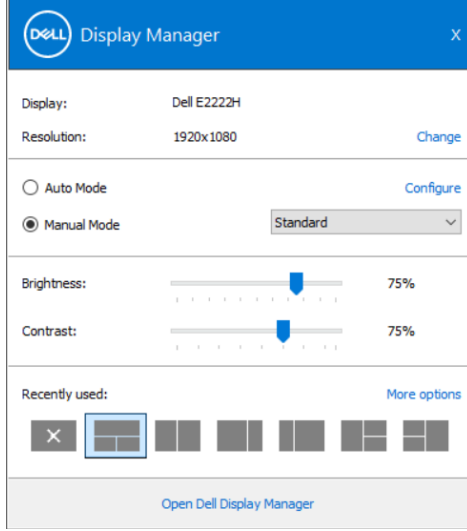 DELL Display Manager X
Display: Dell E2222H
Resolution: 1920x1080 Change
Auto Mode Configure
Manual Mode Standard
Brightness: 75%
Contrast: 75%
Recently used: More options
Open Dell Display Manager